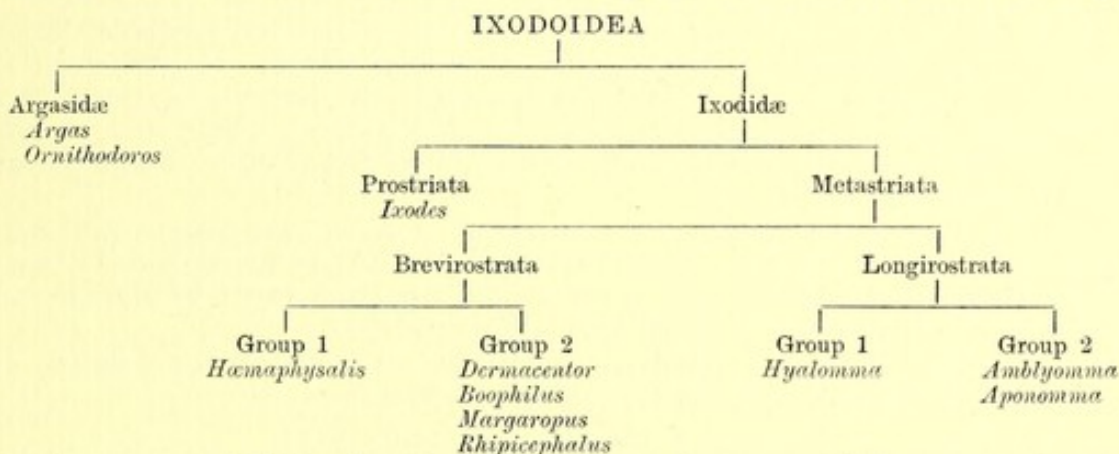 IXODOIDEA
Argasidæ
Argas
Ornithodoros
Ixodidæ
Prostriata
Ixodes
Metastriata
Brevirostrata
Longirostrata
Group 1
Hæmaphysalis
Group 2
Dermacentor
Boophilus
Margaropus
Rhipicephalus
Group 1
Hyalomma
Group 2
Amblyomma
Aponomma